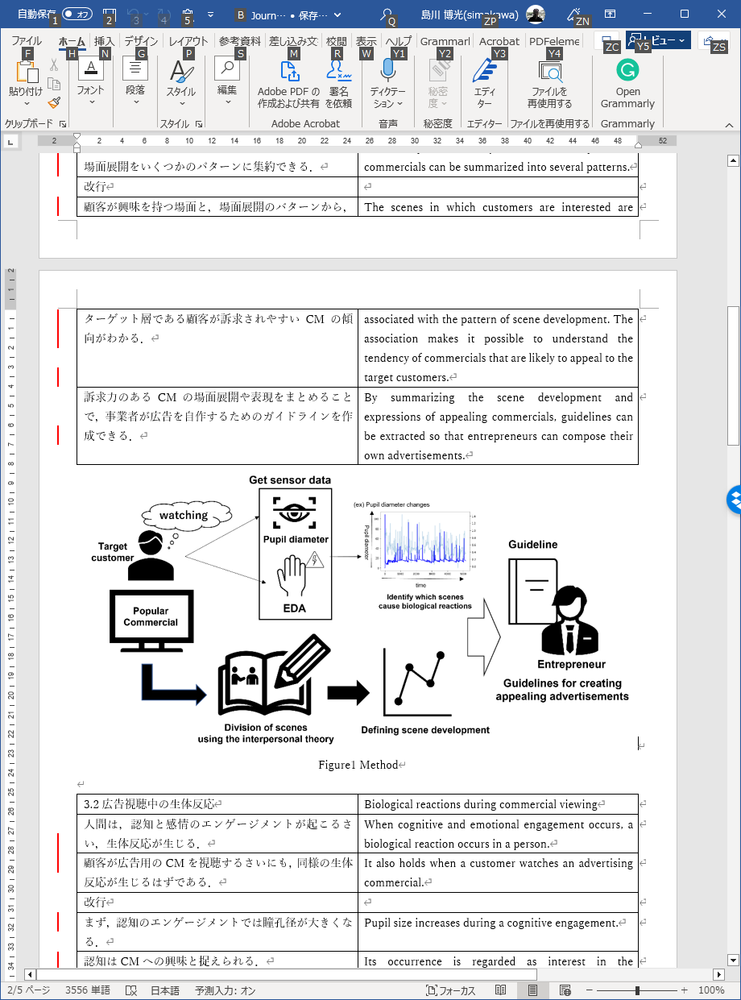 自動保存 オフ B Journ… • 保存… 島川 博光(simakawa)
1 2 3 4 5 Q ZP ZN
ファイル ホーム 挿入 デザイン レイアウト 参考資料 差し込み文 校閲 表示 ヘルプ Grammarl Acrobat PDFeleme レビュー
F H N G P S M R W Y1 Y2 Y3 Y4 ZC Y5 ZS
貼り付け フォント 段落 スタイル 編集 Adobe PDF の 作成および共有 署名 を依頼 ディクテー ション 秘密 度 エディ ター ファイルを 再使用する Open Grammarly
クリップボード スタイル Adobe Acrobat 音声 秘密度 エディター ファイルを再使用する Grammarly
2 2 4 6 8 10 12 14 16 18 20 22 24 26 28 30 32 34 36 38 40 42 44 46 48 52
場面展開をいくつかのパターンに集約できる．
commercials can be summarized into several patterns.
改行
顧客が興味を持つ場面と，場面展開のパターンから，
The scenes in which customers are interested are
ターゲット層である顧客が訴求されやすい CM の傾
向がわかる．
associated with the pattern of scene development. The
association makes it possible to understand the
tendency of commercials that are likely to appeal to the
target customers.
訴求力のある CM の場面展開や表現をまとめること
で，事業者が広告を自作するためのガイドラインを作
成できる．
By summarizing the scene development and
expressions of appealing commercials, guidelines can
be extracted so that entrepreneurs can compose their
own advertisements.
Get sensor data
watching
Target
customer
Popular
Commercial
Pupil diameter
EDA
(ex) Pupil diameter changes
Pupil diameter
time
Identify which scenes
cause biological reactions
Guideline
Entrepreneur
Guidelines for creating
appealing advertisements
Division of scenes
using the interpersonal theory
Defining scene development
Figure1 Method
3.2 広告視聴中の生体反応
Biological reactions during commercial viewing
人間は，認知と感情のエンゲージメントが起こるさ
い，生体反応が生じる．
When cognitive and emotional engagement occurs, a
biological reaction occurs in a person.
顧客が広告用の CM を視聴するさいにも，同様の生体
反応が生じるはずである．
It also holds when a customer watches an advertising
commercial.
改行
まず，認知のエンゲージメントでは瞳孔径が大きくな
る．
Pupil size increases during a cognitive engagement.
認知は CM への興味と捉えられる．
Its occurrence is regarded as interest in the
2/5 ページ 3556 単語 日本語 予測入力: オン フォーカス 100%